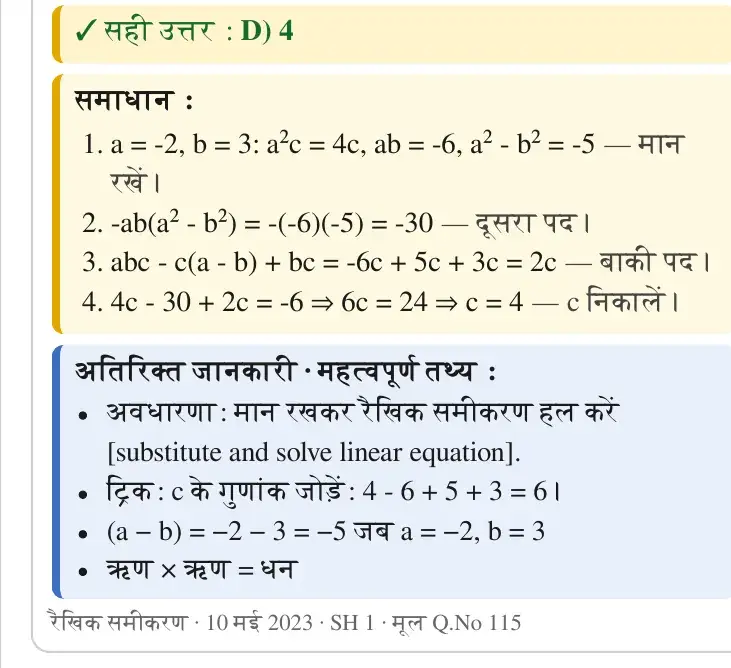 ✓ सही उत्तर : D) 4
समाधान :
1. a = -2, b = 3: a²c = 4c, ab = -6, a² - b² = -5 — मान
रखें।
2. -ab(a² - b²) = -(-6)(-5) = -30 — दूसरा पद।
3. abc - c(a - b) + bc = -6c + 5c + 3c = 2c — बाकी पद।
4. 4c - 30 + 2c = -6 ⇒ 6c = 24 ⇒ c = 4 — c निकालें।
अतिरिक्त जानकारी · महत्वपूर्ण तथ्य :
• अवधारणा : मान रखकर रैखिक समीकरण हल करें
[substitute and solve linear equation].
• ट्रिक : c के गुणांक जोड़ें : 4 - 6 + 5 + 3 = 6।
• (a − b) = −2 − 3 = −5 जब a = −2, b = 3
• ऋण × ऋण = धन
रैखिक समीकरण · 10 मई 2023 · SH 1 · मूल Q.No 115